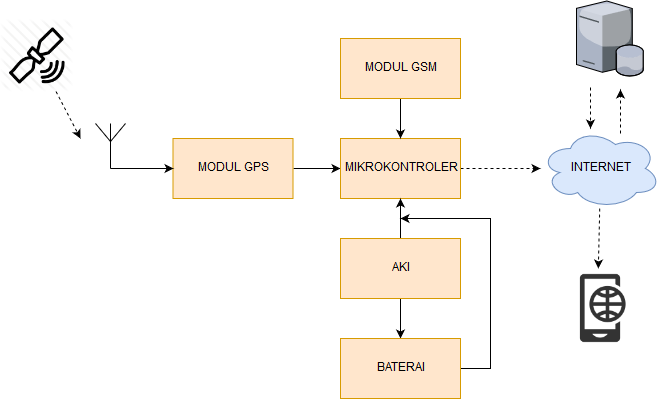 MODUL GSM
MODUL GPS
MIKROKONTROLER
INTERNET
AKI
BATERAI